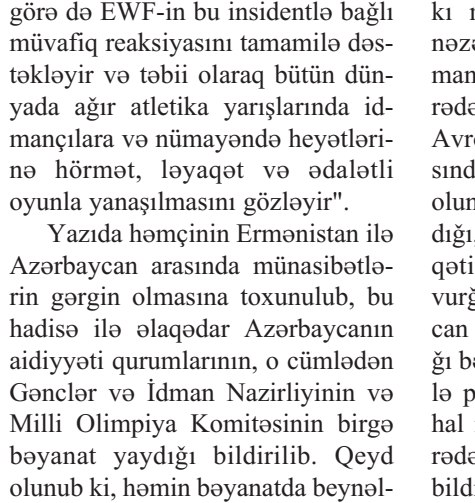 görə də EWF-in bu insidentlə bağlı
müvafiq reaksiyasını tamamilə dəs-
təkləyir və təbii olaraq bütün dün-
yada ağır atletika yarışlarında id-
mançılara və nümayəndə heyətləri-
nə hörmət, ləyaqət və ədalətli
oyunla yanaşılmasını gözləyir".
Yazıda həmçinin Ermənistan ilə
Azərbaycan arasında münasibətlə-
rin gərgin olmasına toxunulub, bu
hadisə ilə əlaqədar Azərbaycanın
aidiyyəti qurumlarının, o cümlədən
Gənclər və İdman Nazirliyinin və
Milli Olimpiya Komitəsinin birgə
bəyanat yaydığı bildirilib. Qeyd
olunub ki, həmin bəyanatda beynəl-